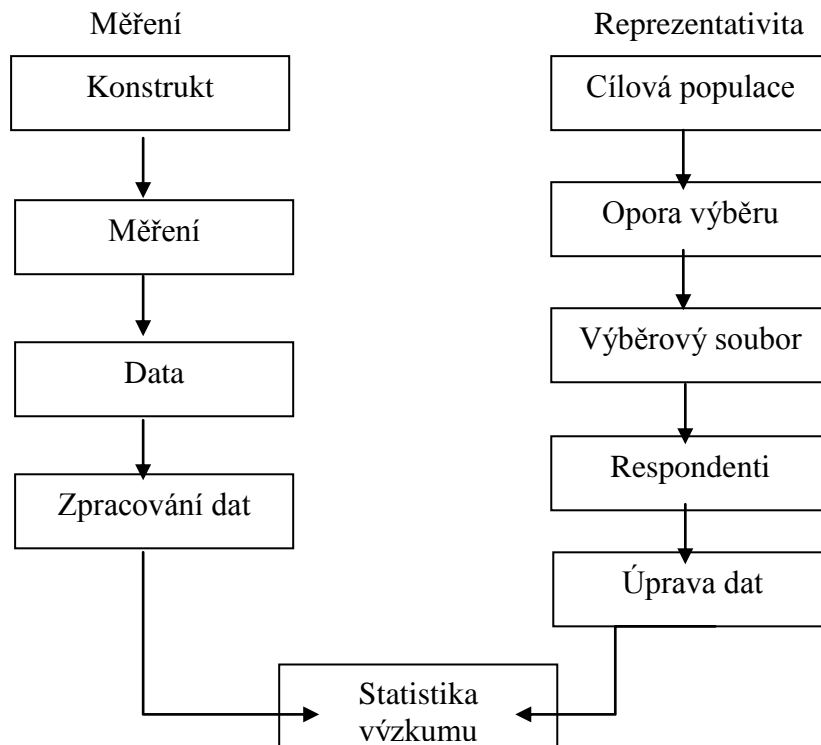 Měření
Konstrukt
Měření
Data
Zpracování dat
Reprezentativita
Cílová populace
Opora výběru
Výběrový soubor
Respondenti
Úprava dat
Statistika
výzkumu